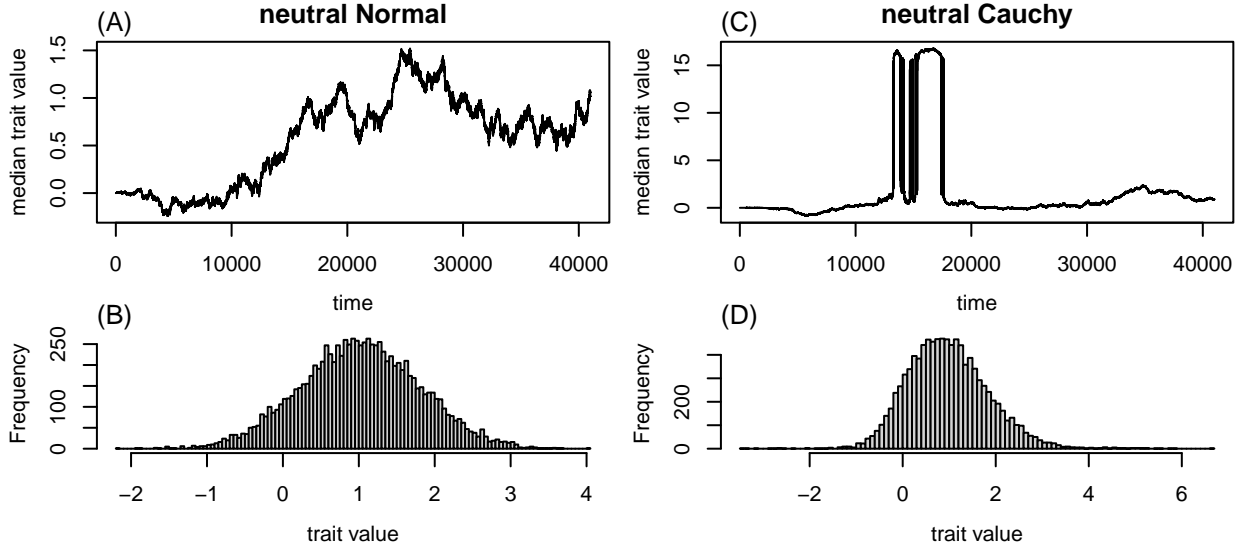 neutral Normal
(A)
median trait value
0.0 0.5 1.0 1.5
0 10000 20000 30000 40000
time
(B)
Frequency
0 100 250
−2 −1 0 1 2 3 4
trait value
neutral Cauchy
(C)
median trait value
0 5 10 15
0 10000 20000 30000 40000
time
(D)
Frequency
0 200
−2 0 2 4 6
trait value